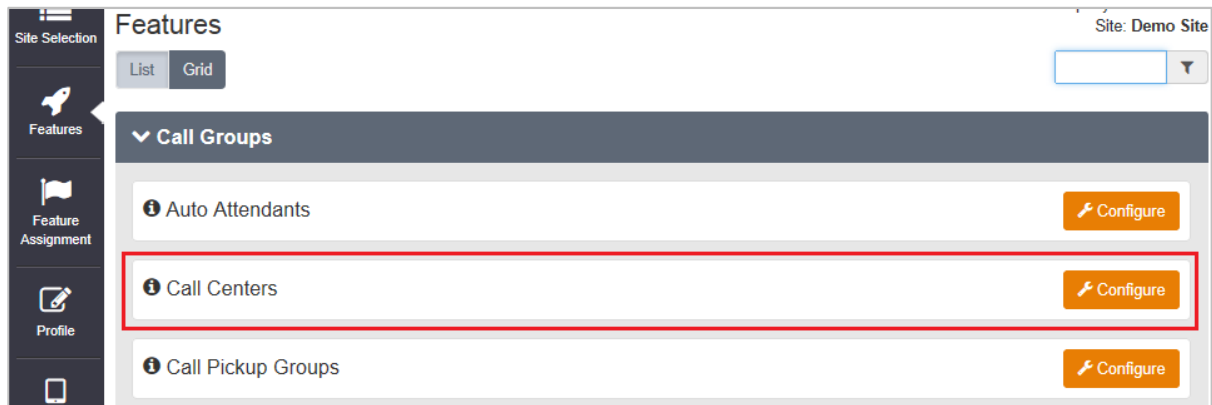 Site Selection
Features
Site: Demo Site
List Grid
Features
Call Groups
Feature
Assignment
Auto Attendants
Configure
Call Centers
Configure
Profile
Call Pickup Groups
Configure